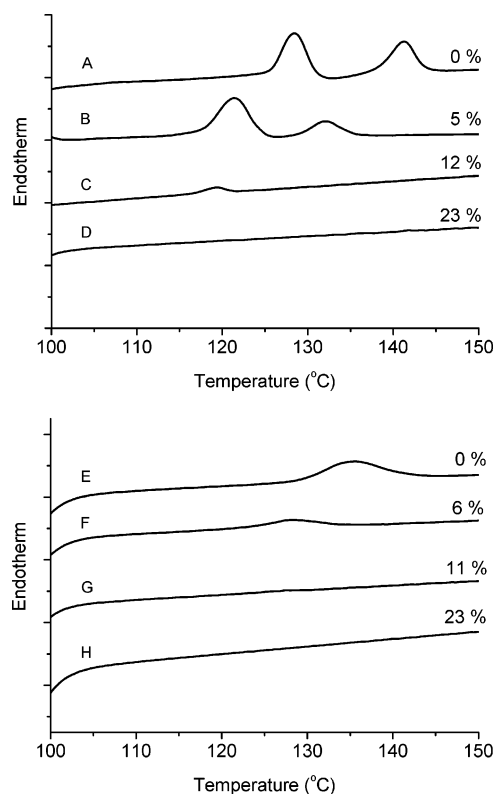 Endotherm
A
0 %
B
5 %
C
12 %
D
23 %
100 110 120 130 140 150
Temperature (°C)
Endotherm
E
0 %
F
6 %
G
11 %
H
23 %
100 110 120 130 140 150
Temperature (°C)